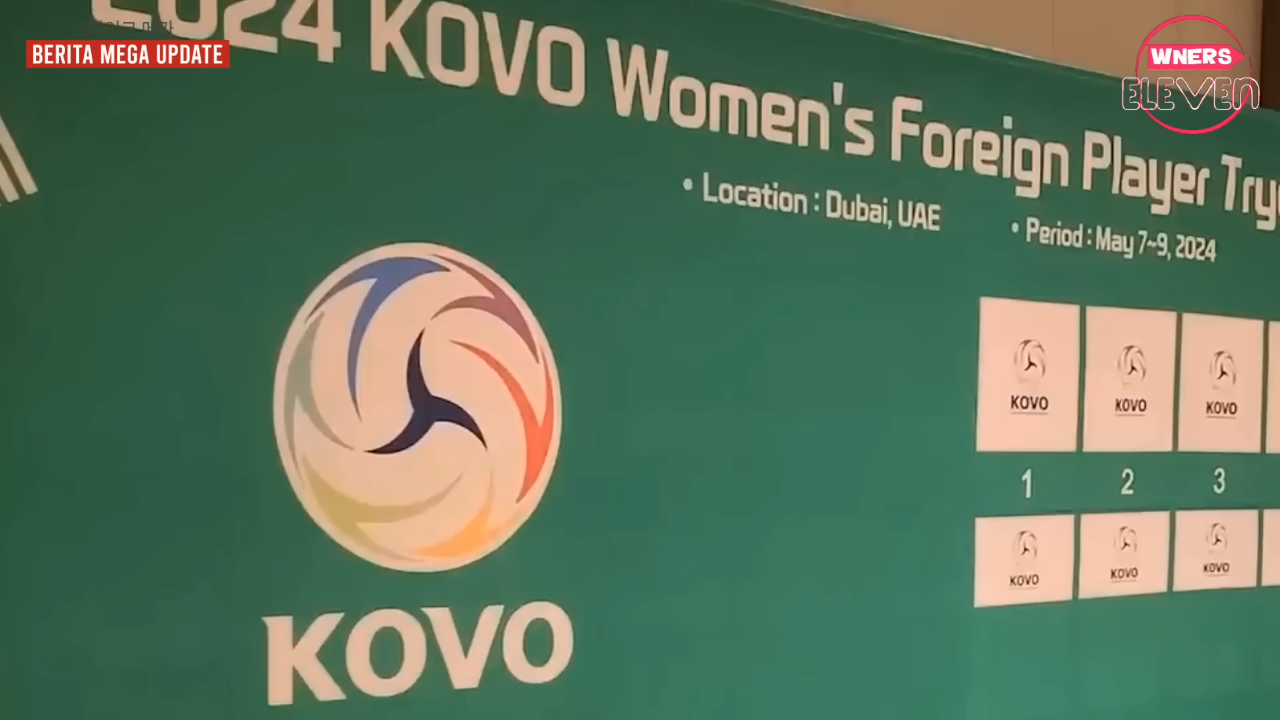 2024 KOVO Women's Foreign Player
BERITA MEGA UPDATE
WNERS
ELEVEN
• Location : Dubai, UAE
• Period : May 7~9, 2024
KOVO
KOVO
KOVO
1
2
3
KOVO
KOVO
KOVO
KOVO